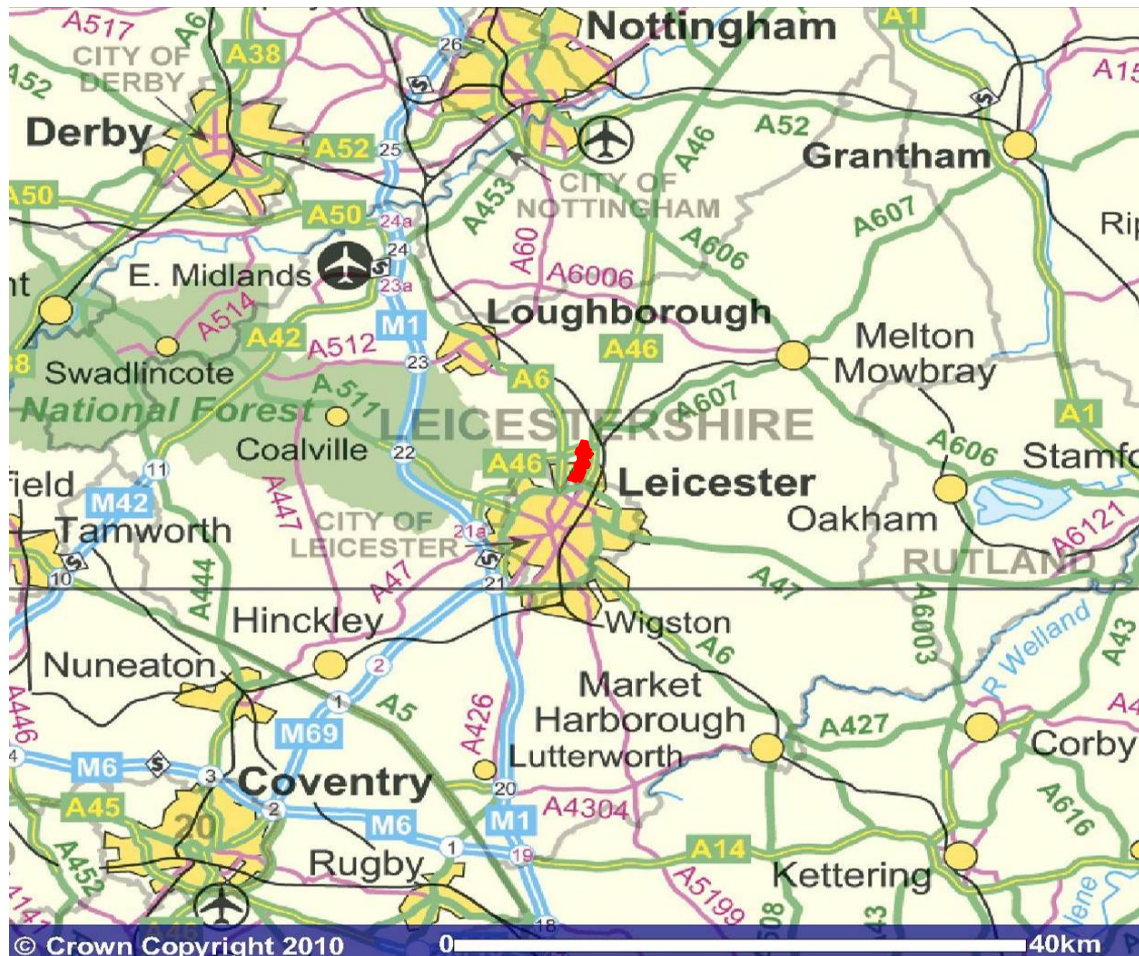 A517
A6
26
Nottingham
A1
CITY OF
DERBY
A38
A52
Derby
A52
25
A52
A46
Grantham
A50
A50
24a
A453
CITY OF
NOTTINGHAM
A607
24
E. Midlands
23a
A60
A6006
A606
A514
A42
M1
Loughborough
A512
23
A6
A46
Melton
Mowbray
Swadlincote
National Forest
A511
LEICESTERSHIRE
A607
A1
Coalville
22
A46
A606
11
Leicester
M42
Tamworth
A447
CITY OF
LEICESTER
21a
Oakham
A6121
RUTLAND
10
A444
A47
21
A47
Hinckley
Wigston
A6003
R Welland
A43
Nuneaton
2
A6
A446
1
A5
A426
Market
Harborough
A427
M69
Lutterworth
Corby
M6
3
Coventry
20
A4304
A45
2
M6
M1
A616
20
1
19
A14
A452
Rugby
Kettering
A5199
Nene
18
© Crown Copyright 2010
0
40km